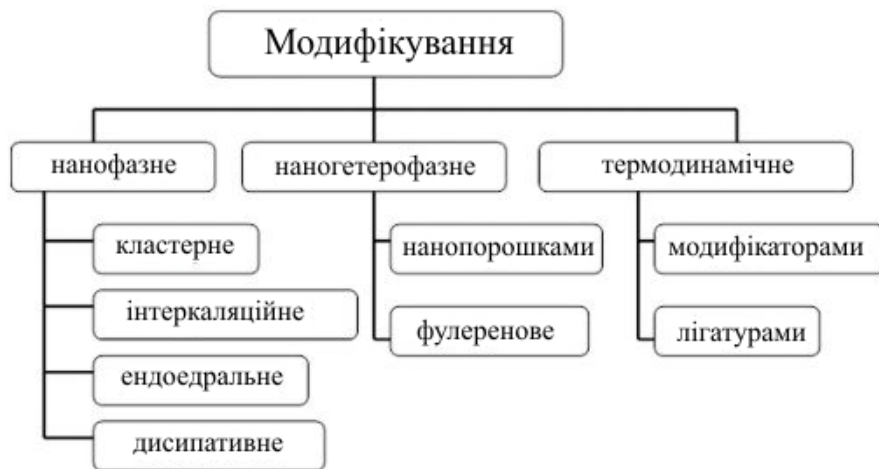 Модифікування
нанофазне
наногетерофазне
термодинамічне
кластерне
інтеркаляційне
ендоедральне
дисипативне
нанопорошками
фулеренове
модифікаторами
лігатурами